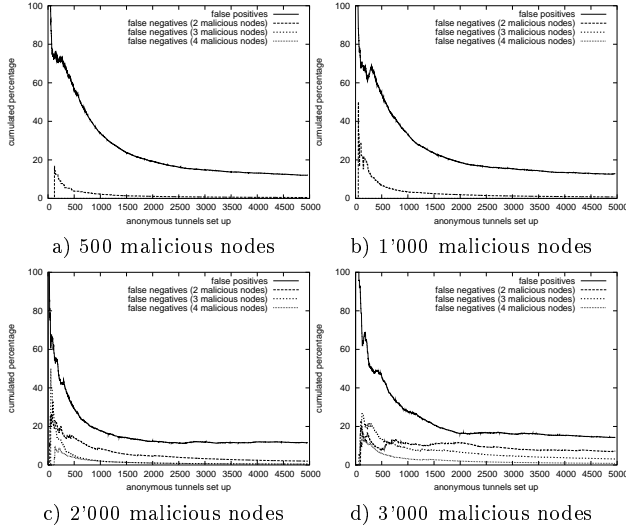 100
80
60
40
20
0
cumulated percentage
false positives
false negatives (2 malicious nodes)
false negatives (3 malicious nodes)
false negatives (4 malicious nodes)
0 500 1000 1500 2000 2500 3000 3500 4000 4500 5000
anonymous tunnels set up
a) 500 malicious nodes
100
80
60
40
20
0
cumulated percentage
false positives
false negatives (2 malicious nodes)
false negatives (3 malicious nodes)
false negatives (4 malicious nodes)
0 500 1000 1500 2000 2500 3000 3500 4000 4500 5000
anonymous tunnels set up
b) 1'000 malicious nodes
100
80
60
40
20
0
cumulated percentage
false positives
false negatives (2 malicious nodes)
false negatives (3 malicious nodes)
false negatives (4 malicious nodes)
0 500 1000 1500 2000 2500 3000 3500 4000 4500 5000
anonymous tunnels set up
c) 2'000 malicious nodes
100
80
60
40
20
0
cumulated percentage
false positives
false negatives (2 malicious nodes)
false negatives (3 malicious nodes)
false negatives (4 malicious nodes)
0 500 1000 1500 2000 2500 3000 3500 4000 4500 5000
anonymous tunnels set up
d) 3'000 malicious nodes